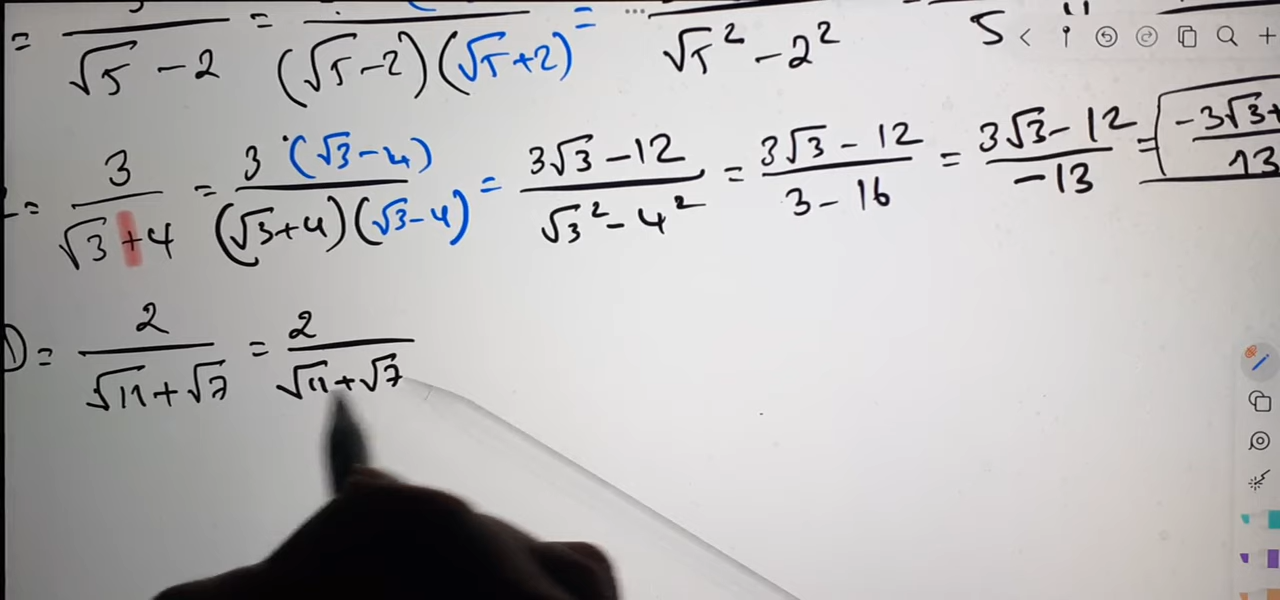 = /(√5 - 2) = /(√5-2)(√5+2) = ... /(√5² - 2²) 5
= 3/(√3+4) = 3 · (√3-4)/(√3+4)(√3-4) = (3√3-12)/(√3² - 4²) = (3√3-12)/(3-16) = (3√3-12)/(-13) = (-3√3+)/13
D = 2/(√11+√7) = 2/(√11+√7)